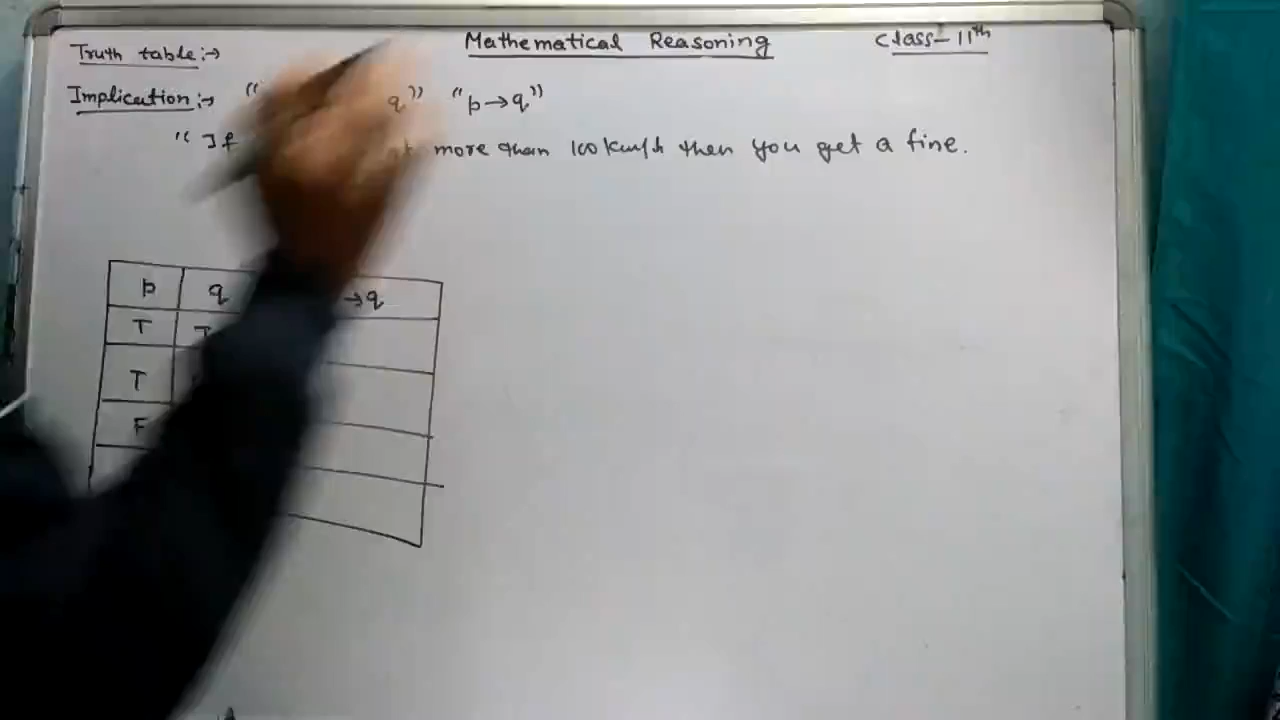 Truth table :→ Mathematical Reasoning Class-11th
Implication :→ " q" "p→q"
"If more than 100 km/h then you get a fine.
p q →q
T T
T
F